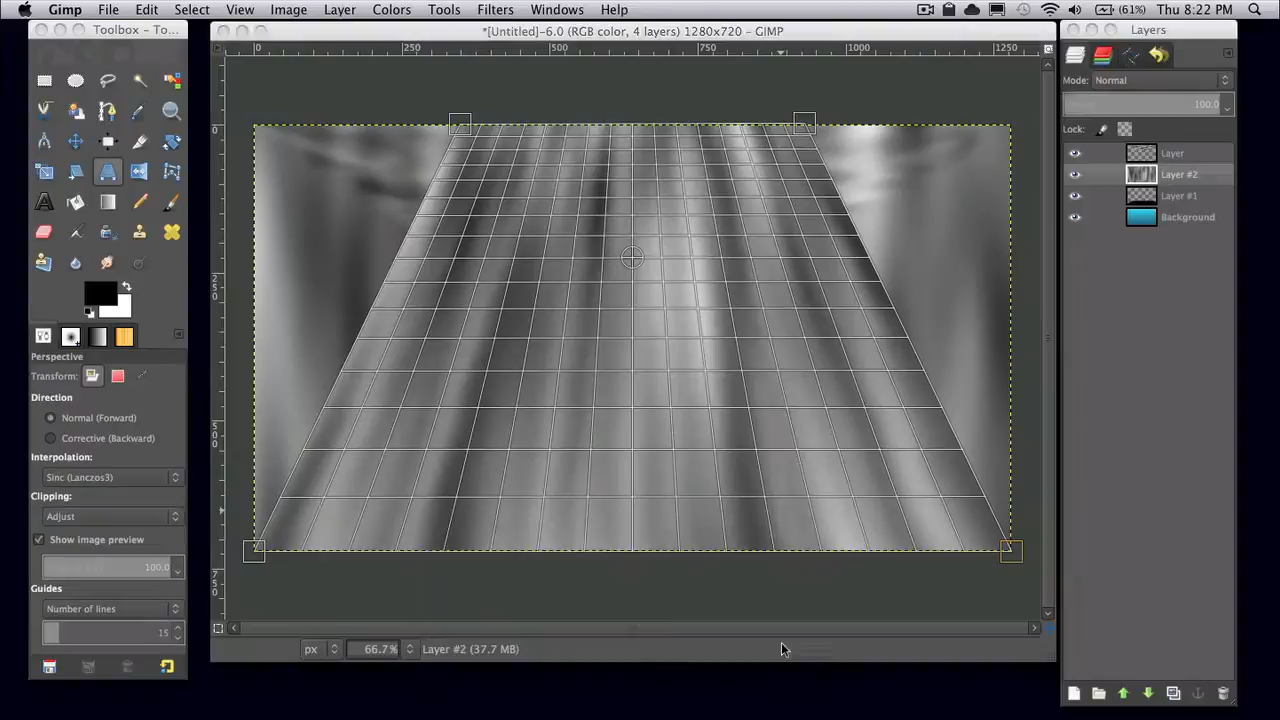 Gimp File Edit Select View Image Layer Colors Tools Filters Windows Help (61%) Thu 8:22 PM
Toolbox - To...
*[Untitled]-6.0 (RGB color, 4 layers) 1280x720 – GIMP
Layers
0 250 500 750 1000 1250
Mode: Normal
100.0
Lock:
Layer
Layer #2
Layer #1
Background
0
250
500
750
Perspective
Transform:
Direction
Normal (Forward)
Corrective (Backward)
Interpolation:
Sinc (Lanczos3)
Clipping:
Adjust
Show image preview
100.0
Guides
Number of lines
15
px 66.7% Layer #2 (37.7 MB)